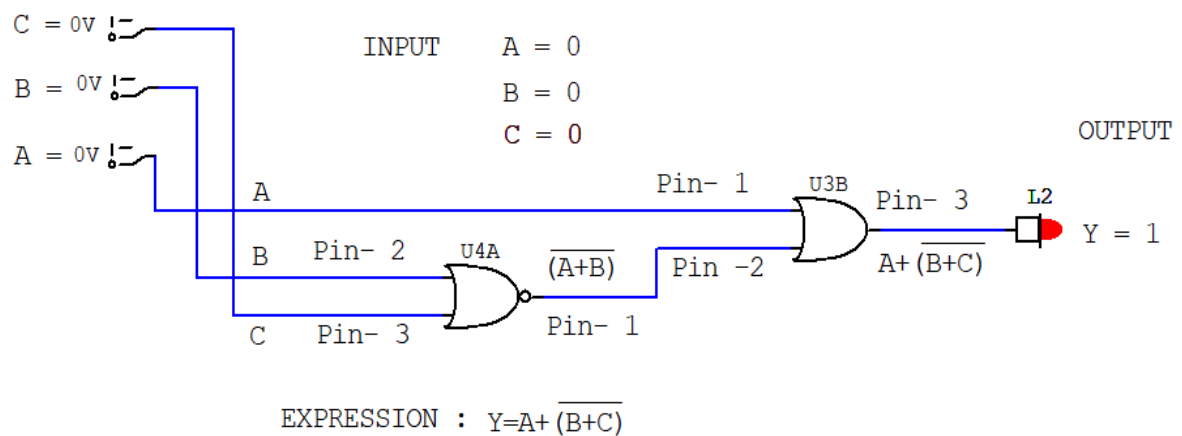 C = 0V
INPUT A = 0
B = 0V
B = 0
C = 0
OUTPUT
A = 0V
A
Pin- 1
U3B
Pin- 3
L2
Y = 1
B
Pin- 2
U4A
(A+B)̅
Pin -2
A+(B+C)̅
C
Pin- 3
Pin- 1
EXPRESSION : Y=A+(B+C)̅